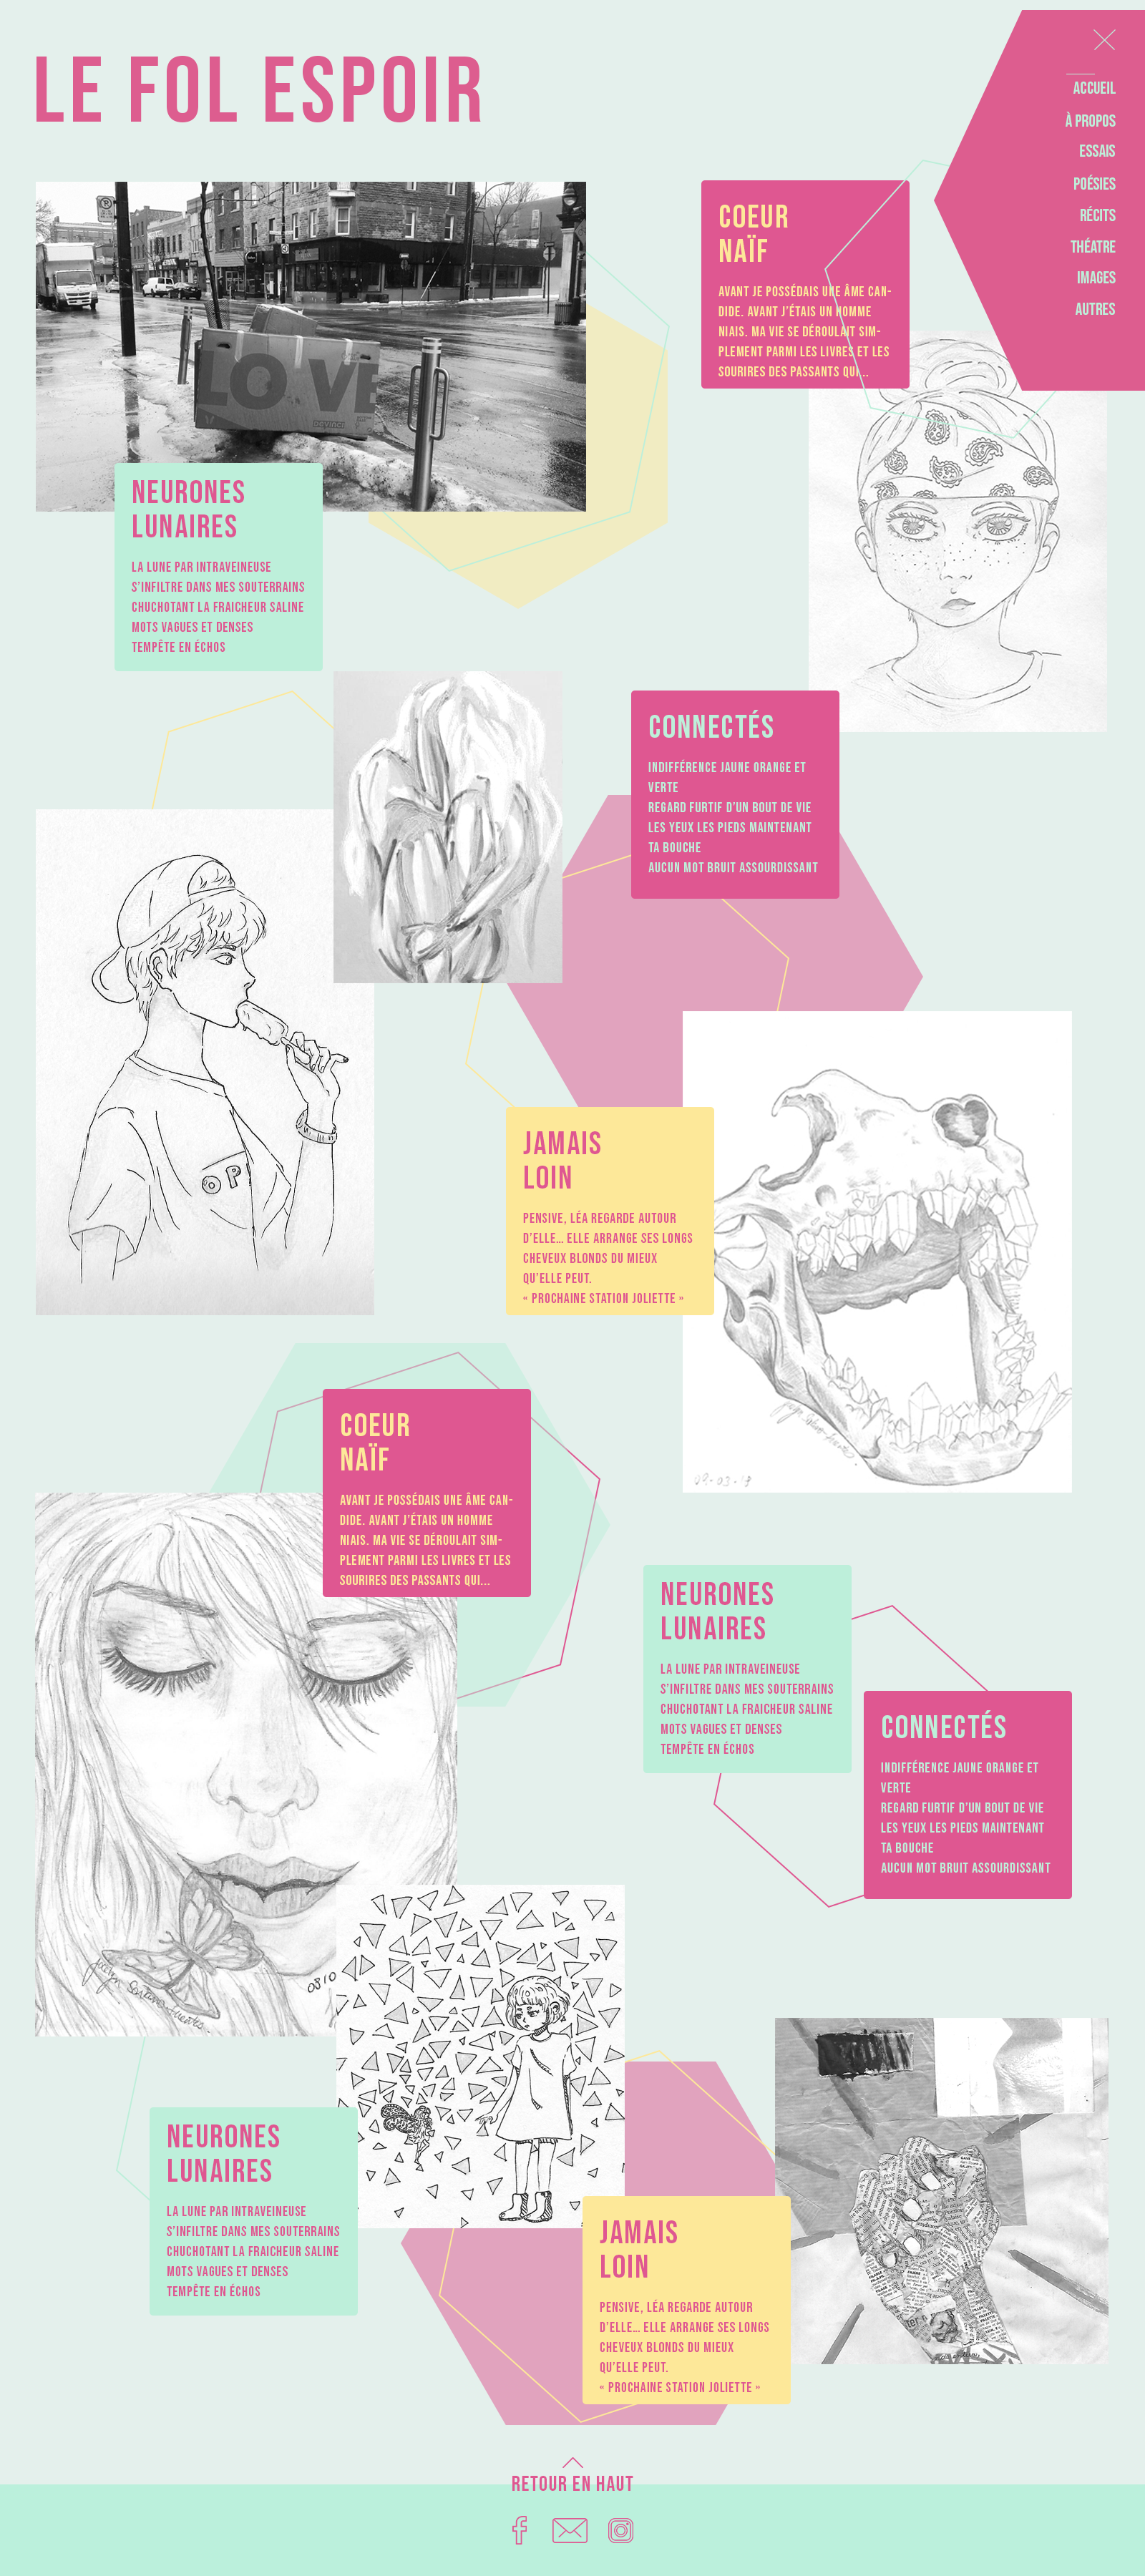 LE FOL ESPOIR
ACCUEIL
À PROPOS
ESSAIS
POÉSIES
RÉCITS
THÉATRE
IMAGES
AUTRES
LOVE
COEUR
NAÏF
AVANT JE POSSÉDAIS UNE ÂME CAN-
DIDE. AVANT J'ÉTAIS UN HOMME
NIAIS. MA VIE SE DÉROULAIT SIM-
PLEMENT PARMI LES LIVRES ET LES
SOURIRES DES PASSANTS QUI...
NEURONES
LUNAIRES
LA LUNE PAR INTRAVEINEUSE
S'INFILTRE DANS MES SOUTERRAINS
CHUCHOTANT LA FRAICHEUR SALINE
MOTS VAGUES ET DENSES
TEMPÊTE EN ÉCHOS
CONNECTÉS
INDIFFÉRENCE JAUNE ORANGE ET
VERTE
REGARD FURTIF D'UN BOUT DE VIE
LES YEUX LES PIEDS MAINTENANT
TA BOUCHE
AUCUN MOT BRUIT ASSOURDISSANT
OP
JAMAIS
LOIN
PENSIVE, LÉA REGARDE AUTOUR
D'ELLE... ELLE ARRANGE SES LONGS
CHEVEUX BLONDS DU MIEUX
QU'ELLE PEUT.
« PROCHAINE STATION JOLIETTE »
COEUR
NAÏF
AVANT JE POSSÉDAIS UNE ÂME CAN-
DIDE. AVANT J'ÉTAIS UN HOMME
NIAIS. MA VIE SE DÉROULAIT SIM-
PLEMENT PARMI LES LIVRES ET LES
SOURIRES DES PASSANTS QUI...
NEURONES
LUNAIRES
LA LUNE PAR INTRAVEINEUSE
S'INFILTRE DANS MES SOUTERRAINS
CHUCHOTANT LA FRAICHEUR SALINE
MOTS VAGUES ET DENSES
TEMPÊTE EN ÉCHOS
CONNECTÉS
INDIFFÉRENCE JAUNE ORANGE ET
VERTE
REGARD FURTIF D'UN BOUT DE VIE
LES YEUX LES PIEDS MAINTENANT
TA BOUCHE
AUCUN MOT BRUIT ASSOURDISSANT
NEURONES
LUNAIRES
LA LUNE PAR INTRAVEINEUSE
S'INFILTRE DANS MES SOUTERRAINS
CHUCHOTANT LA FRAICHEUR SALINE
MOTS VAGUES ET DENSES
TEMPÊTE EN ÉCHOS
JAMAIS
LOIN
PENSIVE, LÉA REGARDE AUTOUR
D'ELLE... ELLE ARRANGE SES LONGS
CHEVEUX BLONDS DU MIEUX
QU'ELLE PEUT.
« PROCHAINE STATION JOLIETTE »
RETOUR EN HAUT